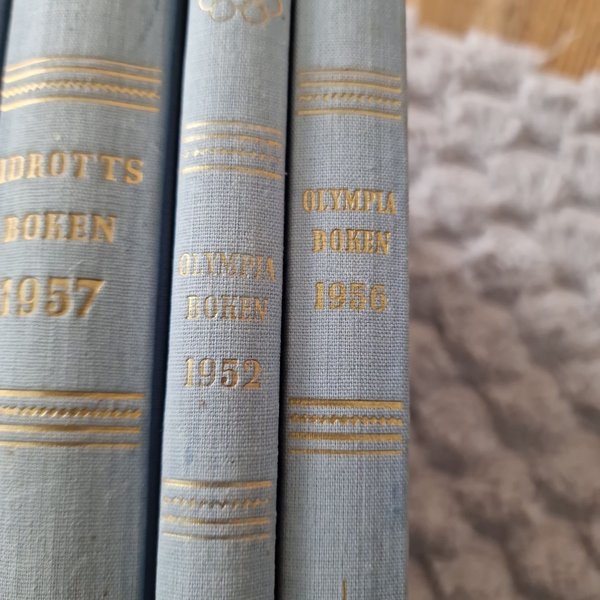 IDROTTS
BOKEN
1957
OLYMPIA
BOKEN
1952
OLYMPIA
BOKEN
1956